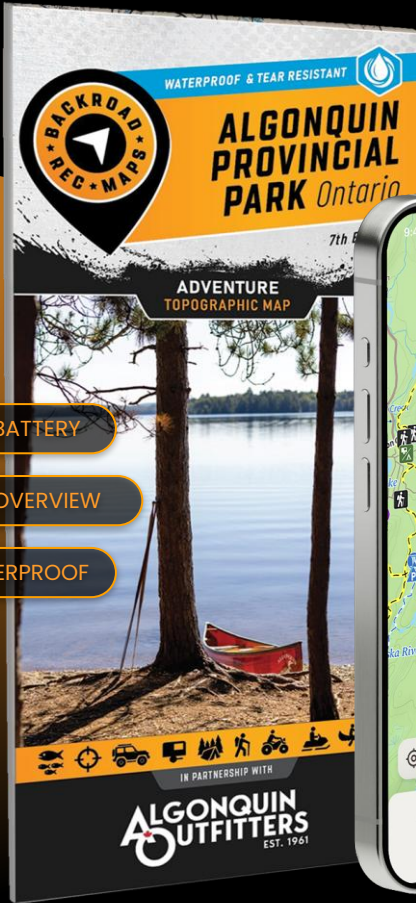 WATERPROOF & TEAR RESISTANT
BACKROAD
REC • MAPS
ALGONQUIN
PROVINCIAL
PARK Ontario
7th
ADVENTURE
TOPOGRAPHIC MAP
BATTERY
OVERVIEW
ERPROOF
IN PARTNERSHIP WITH
ALGONQUIN
OUTFITTERS
EST. 1961